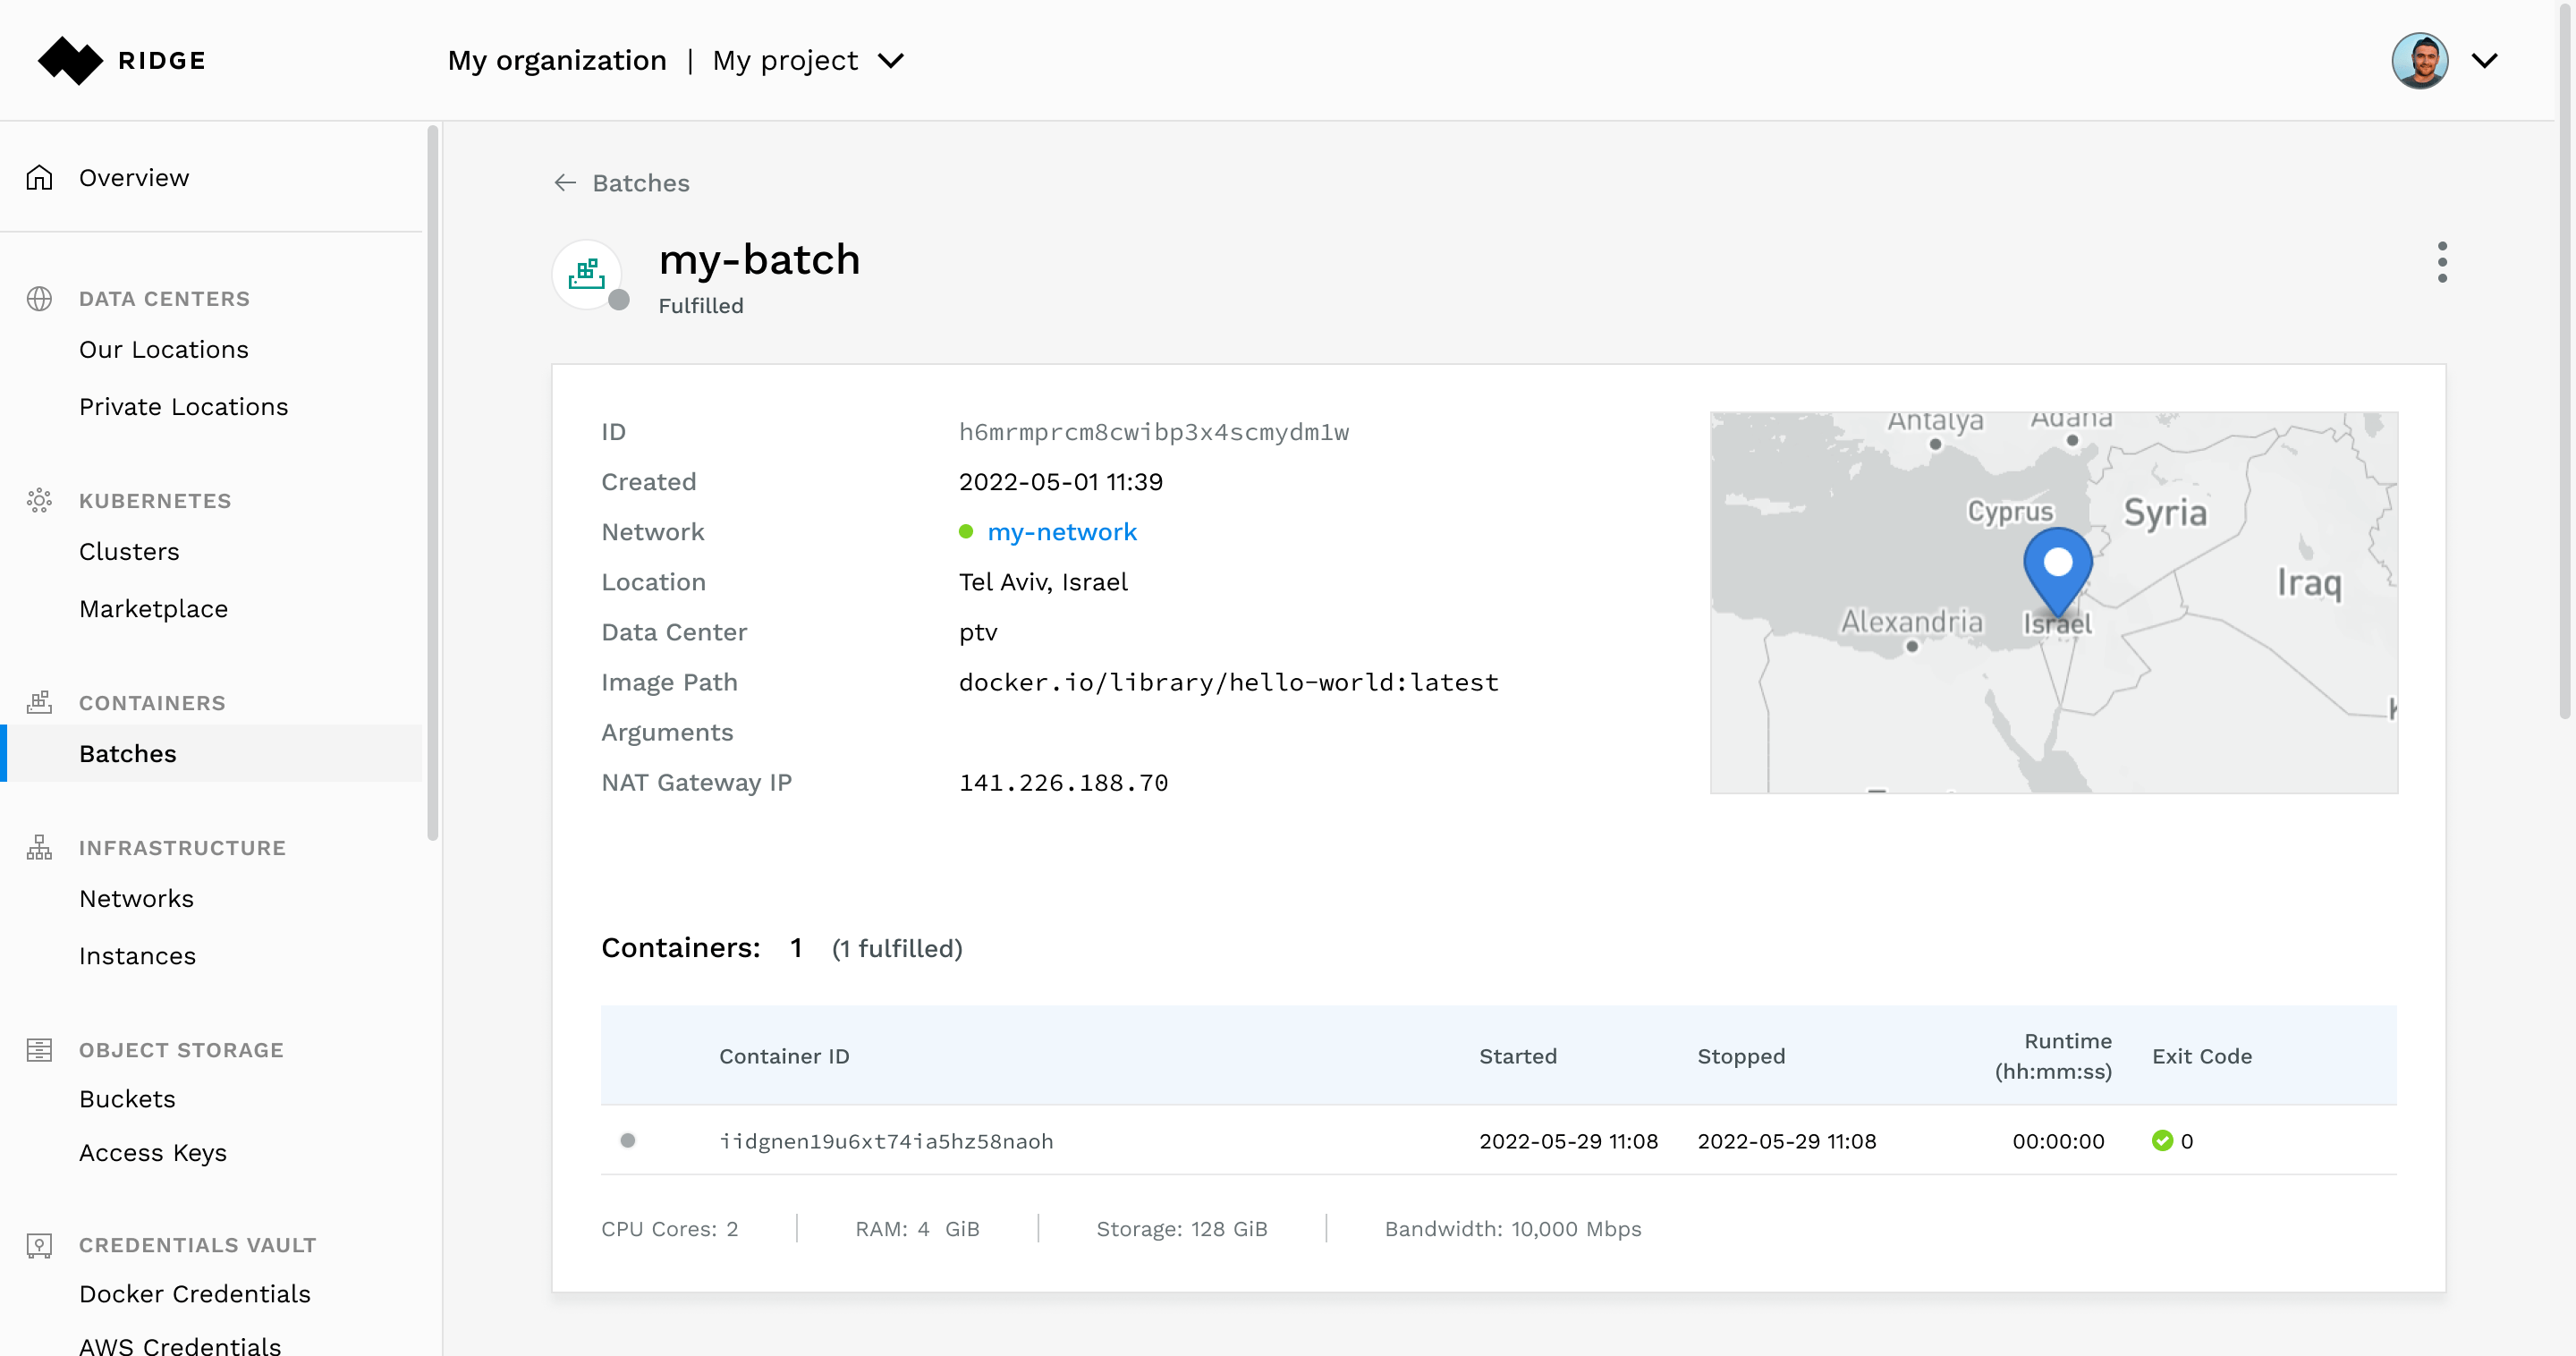 RIDGE
My organization | My project
Overview
DATA CENTERS
Our Locations
Private Locations
KUBERNETES
Clusters
Marketplace
CONTAINERS
Batches
INFRASTRUCTURE
Networks
Instances
OBJECT STORAGE
Buckets
Access Keys
CREDENTIALS VAULT
Docker Credentials
AWS Credentials
Batches
my-batch
Fulfilled
ID h6mrmprcm8cwibp3x4scmydm1w
Created 2022-05-01 11:39
Network my-network
Location Tel Aviv, Israel
Data Center ptv
Image Path docker.io/library/hello-world:latest
Arguments
NAT Gateway IP 141.226.188.70
Antalya Adana
Cyprus Syria
Iraq
Alexandria Israel
Containers: 1 (1 fulfilled)
Container ID Started Stopped Runtime (hh:mm:ss) Exit Code
iidgnen19u6xt74ia5hz58naoh 2022-05-29 11:08 2022-05-29 11:08 00:00:00 0
CPU Cores: 2 | RAM: 4 GiB | Storage: 128 GiB | Bandwidth: 10,000 Mbps